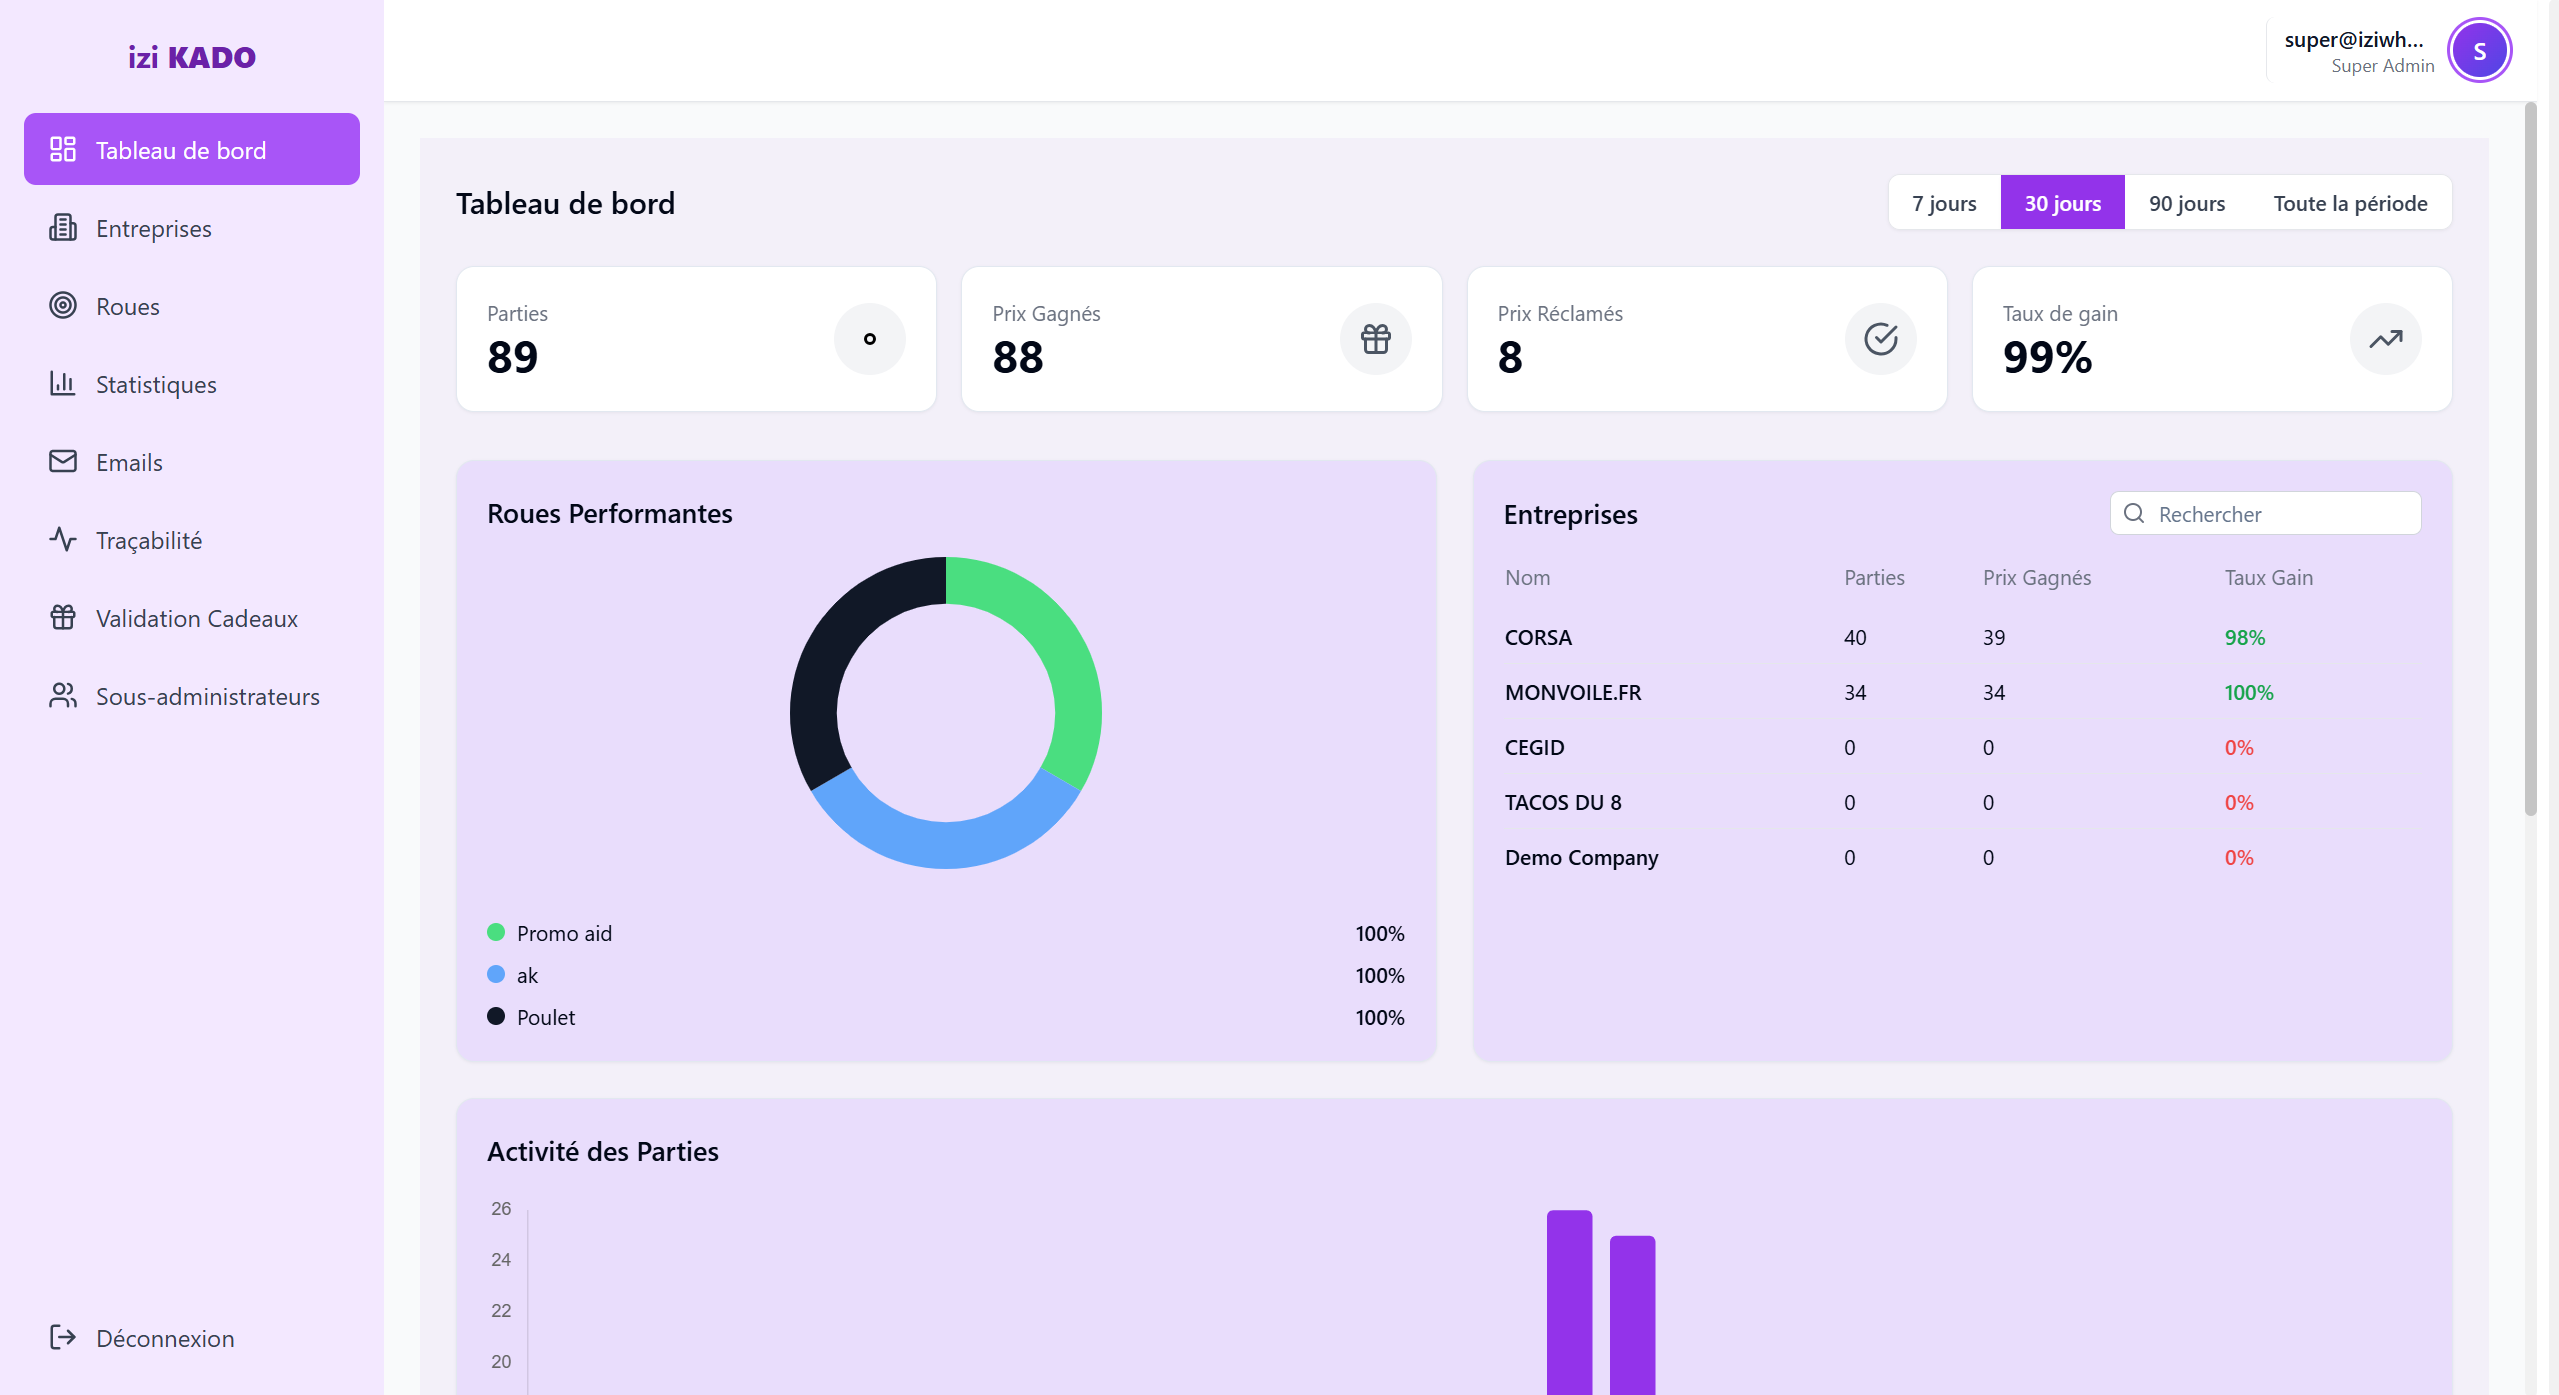 izi KADO
super@iziwh...
Super Admin
S
Tableau de bord
Entreprises
Roues
Statistiques
Emails
Traçabilité
Validation Cadeaux
Sous-administrateurs
Déconnexion
Tableau de bord
7 jours 30 jours 90 jours Toute la période
Parties
89
Prix Gagnés
88
Prix Réclamés
8
Taux de gain
99%
Roues Performantes
Promo aid 100%
ak 100%
Poulet 100%
Entreprises
Rechercher
Nom Parties Prix Gagnés Taux Gain
CORSA 40 39 98%
MONVOILE.FR 34 34 100%
CEGID 0 0 0%
TACOS DU 8 0 0 0%
Demo Company 0 0 0%
Activité des Parties
26
24
22
20